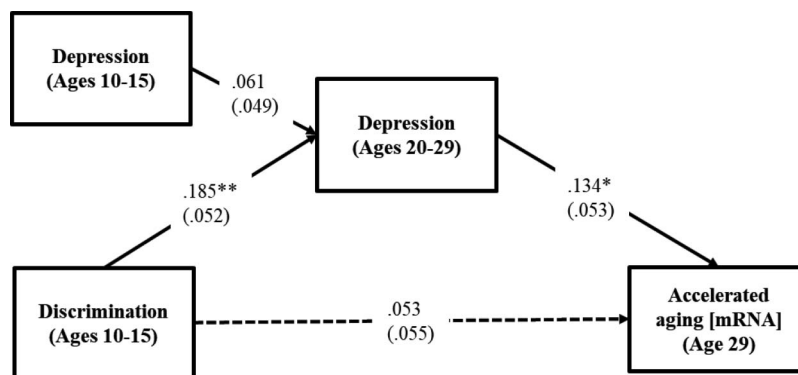 Depression
(Ages 10-15)
.061
(.049)
Depression
(Ages 20-29)
.185**
(.052)
.134*
(.053)
Discrimination
(Ages 10-15)
.053
(.055)
Accelerated
aging [mRNA]
(Age 29)